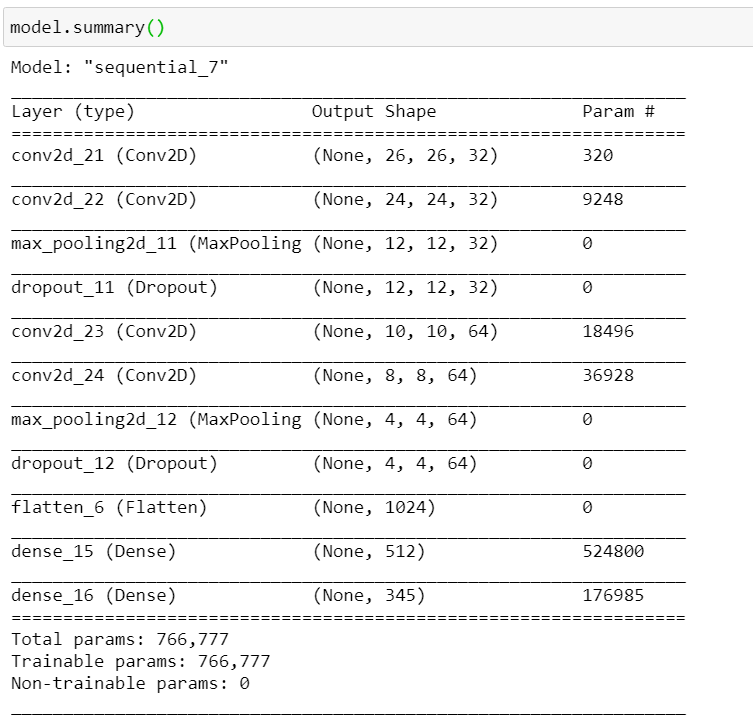 model.summary()
Model: "sequential_7"
Layer (type) Output Shape Param #
conv2d_21 (Conv2D) (None, 26, 26, 32) 320
conv2d_22 (Conv2D) (None, 24, 24, 32) 9248
max_pooling2d_11 (MaxPooling (None, 12, 12, 32) 0
dropout_11 (Dropout) (None, 12, 12, 32) 0
conv2d_23 (Conv2D) (None, 10, 10, 64) 18496
conv2d_24 (Conv2D) (None, 8, 8, 64) 36928
max_pooling2d_12 (MaxPooling (None, 4, 4, 64) 0
dropout_12 (Dropout) (None, 4, 4, 64) 0
flatten_6 (Flatten) (None, 1024) 0
dense_15 (Dense) (None, 512) 524800
dense_16 (Dense) (None, 345) 176985
Total params: 766,777
Trainable params: 766,777
Non-trainable params: 0